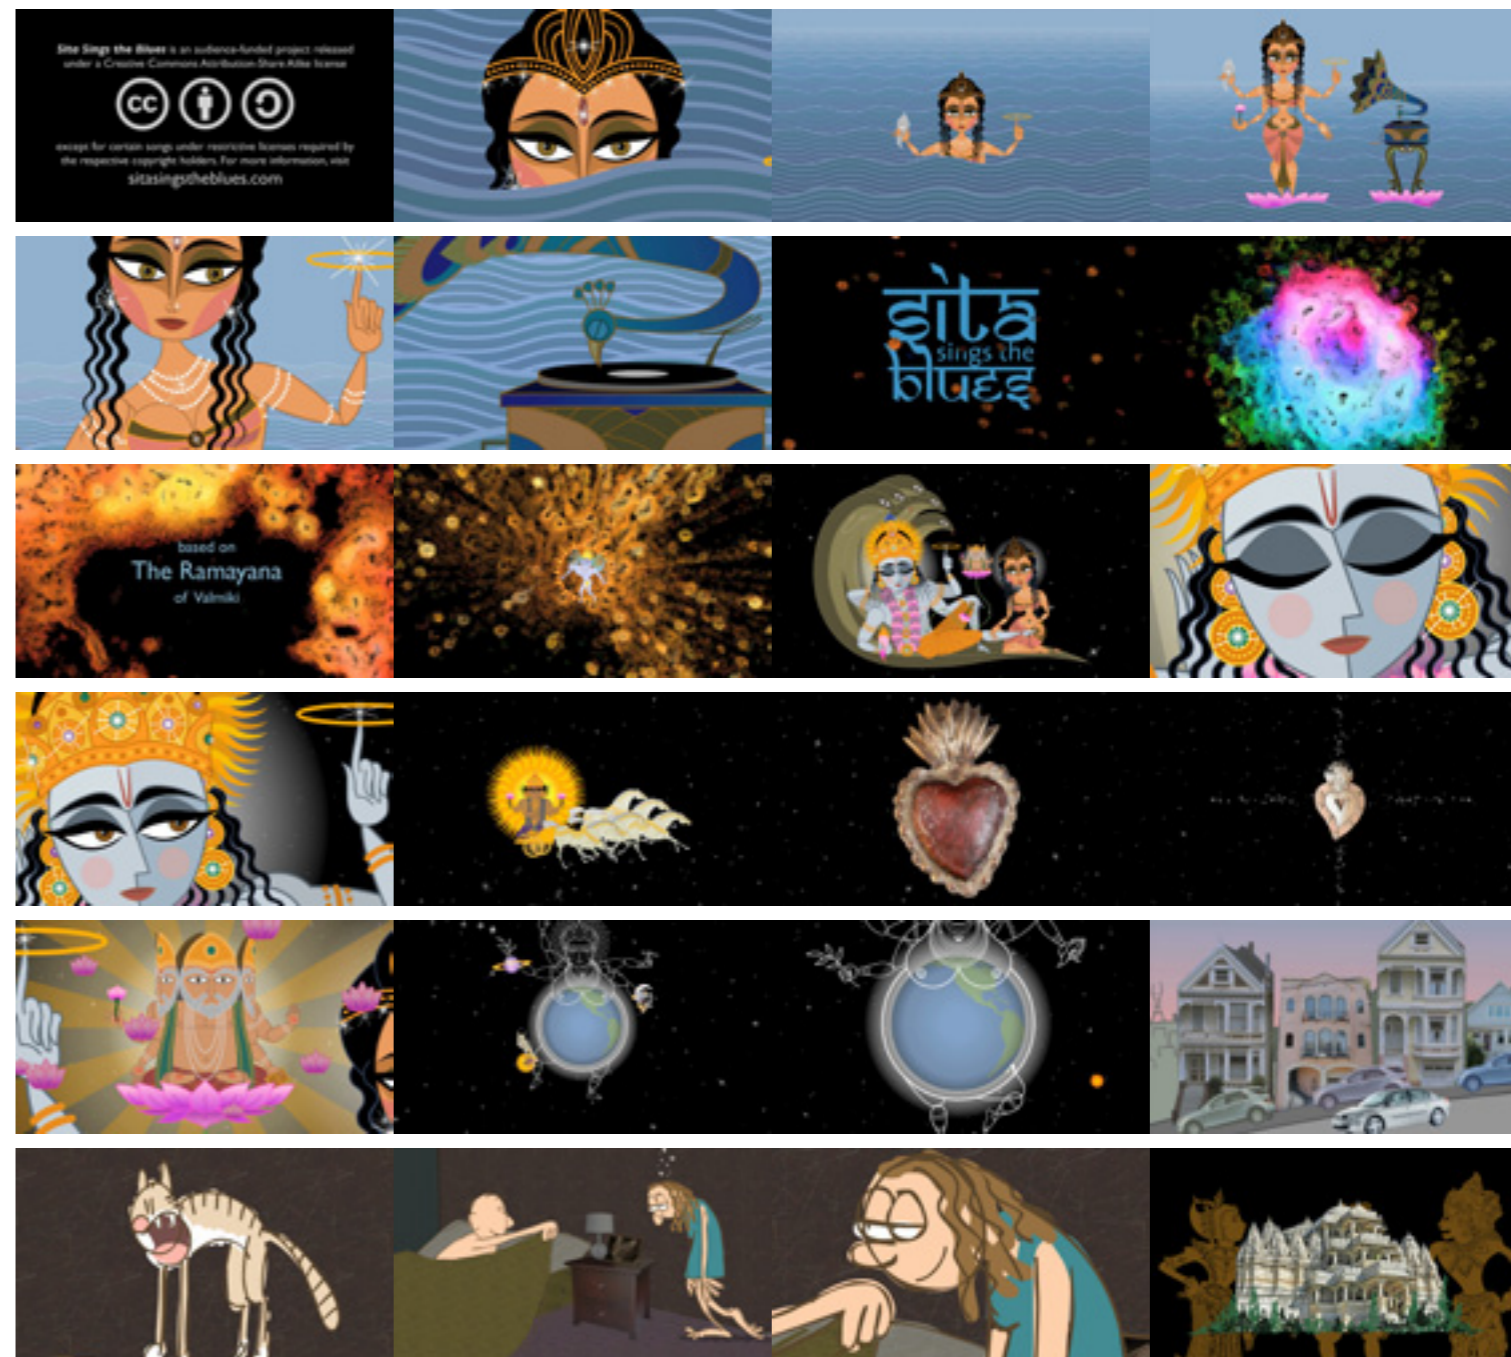 Sita Sings the Blues is an audience-funded project released
under a Creative Commons Attribution-Share Alike license
cc
except for certain songs under restrictive licenses required by
the respective copyright holders. For more information, visit
sitasingstheblues.com
sita
sings the
blues
based on
The Ramayana
of Valmiki